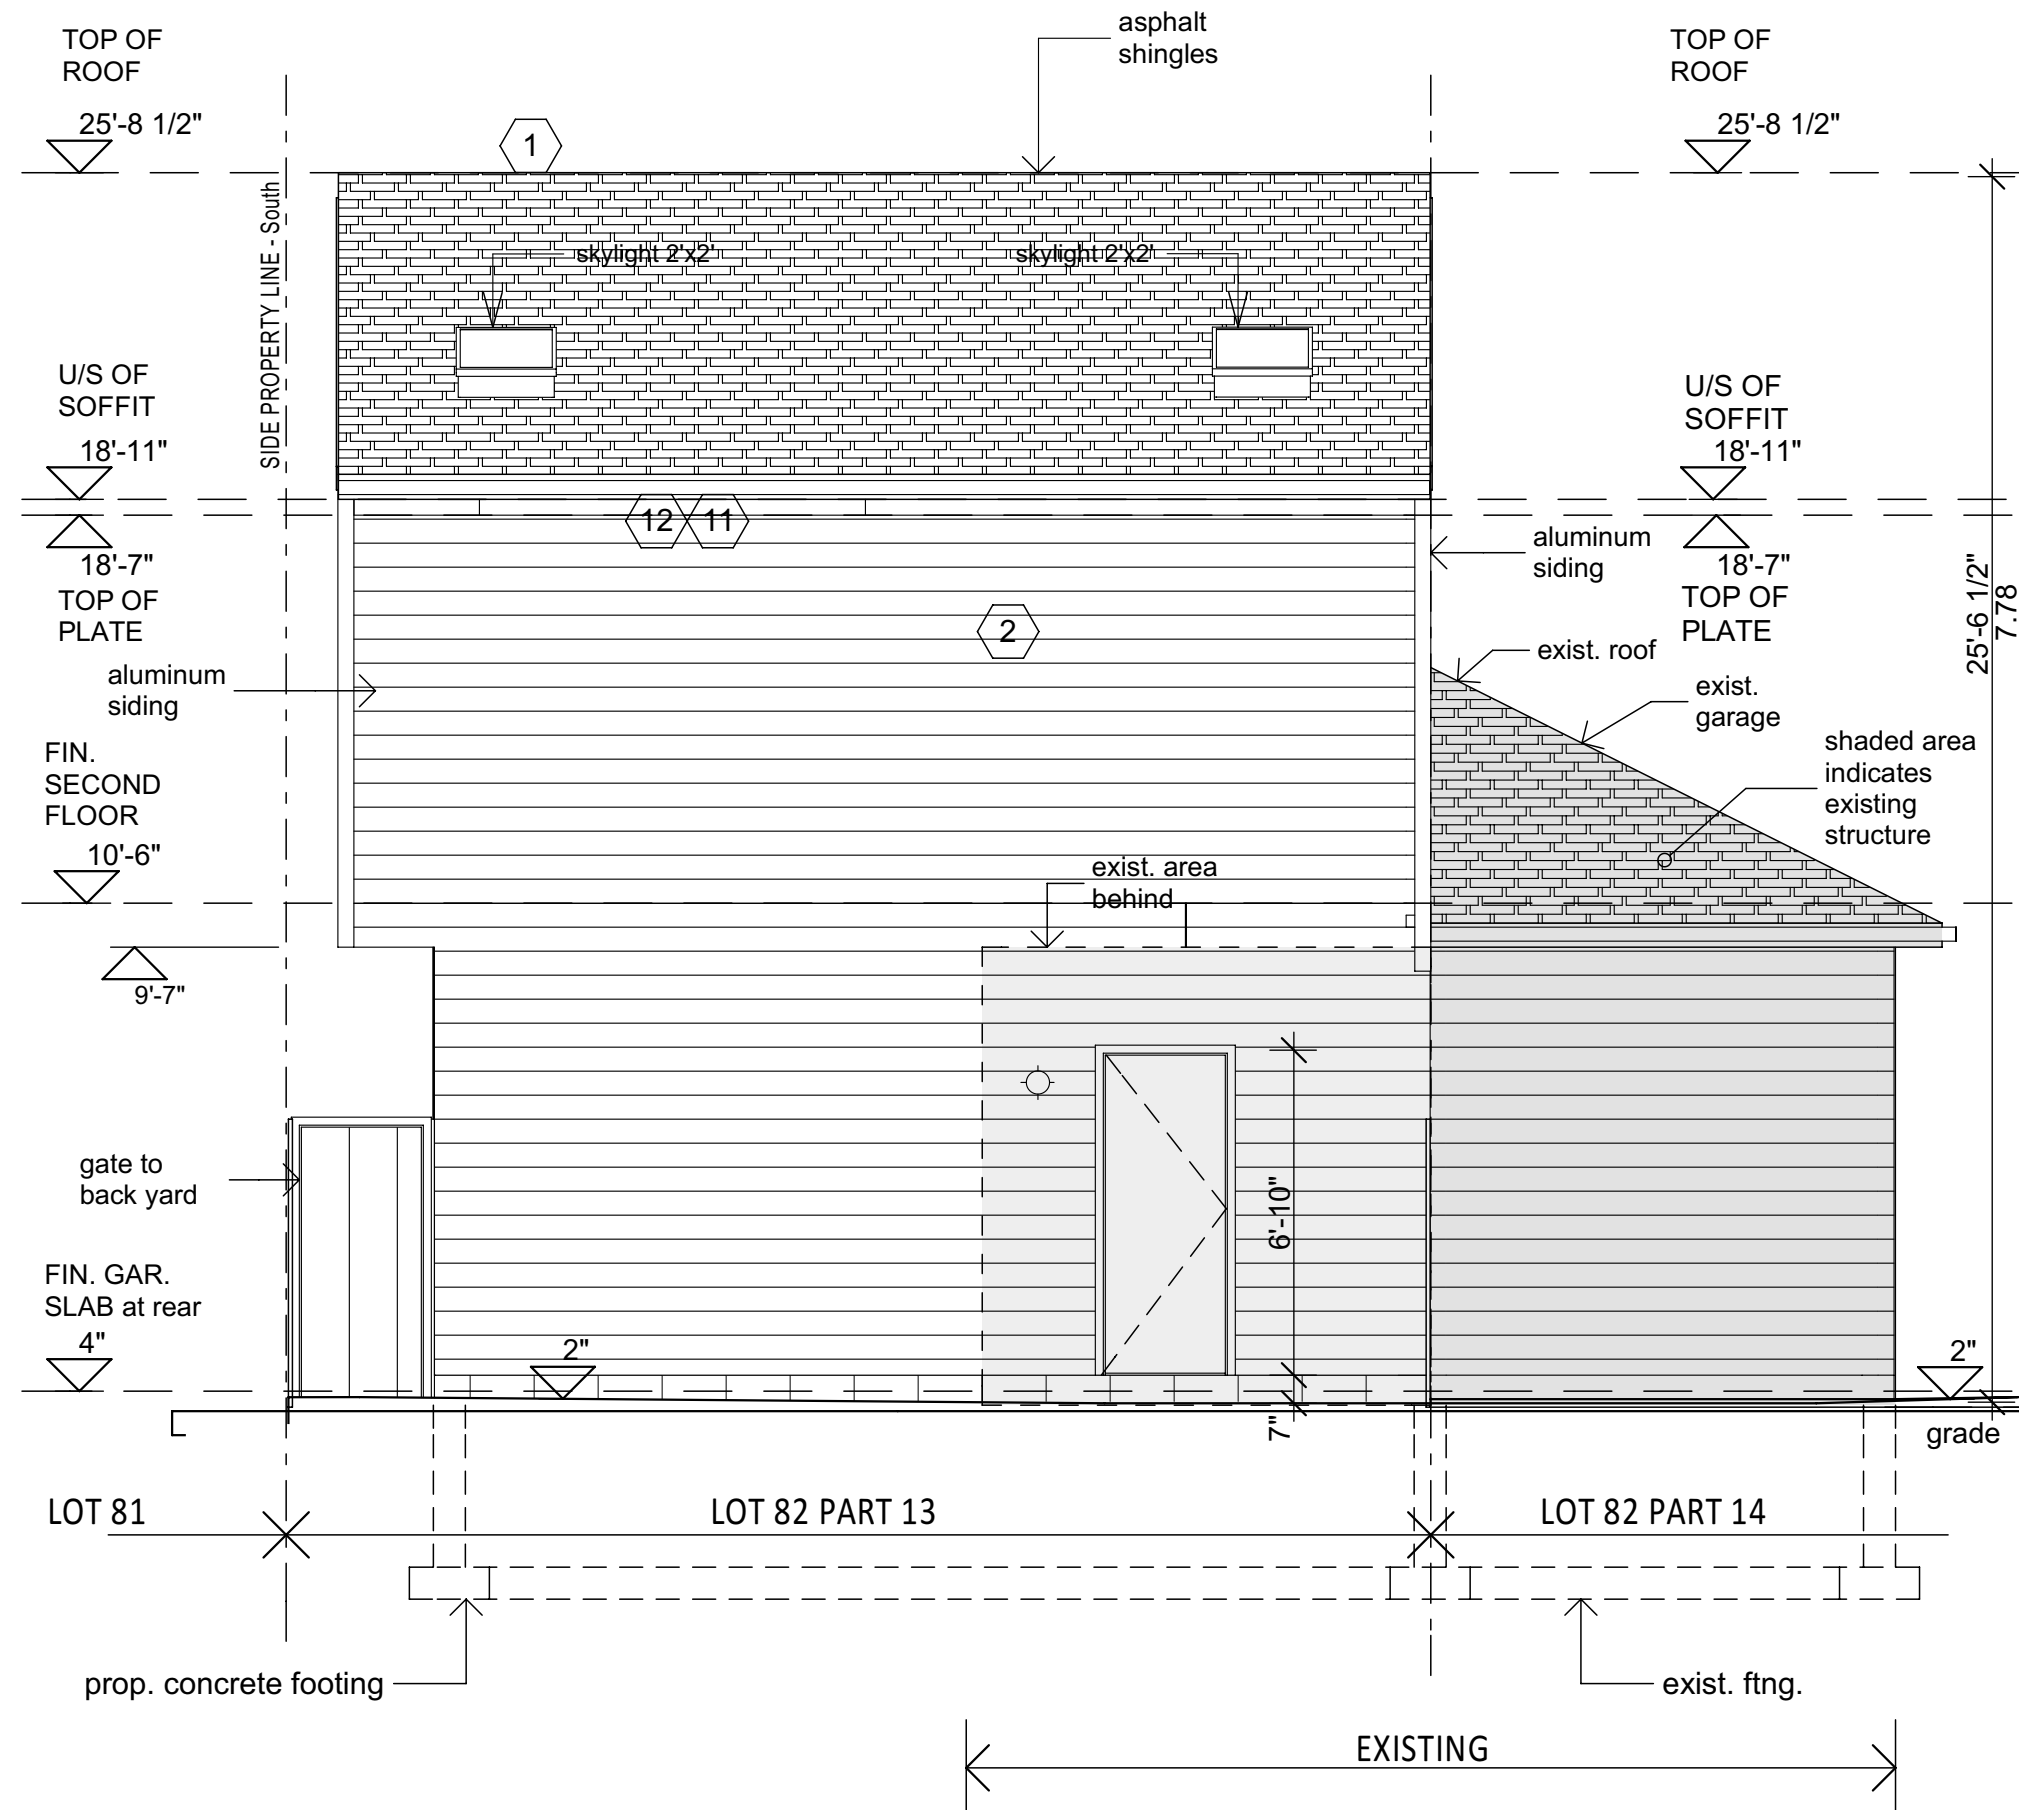 asphalt
shingles
TOP OF
ROOF
25'-8 1/2"
TOP OF
ROOF
25'-8 1/2"
1
SIDE PROPERTY LINE - South
skylight 2'x2'
skylight 2'x2'
U/S OF
SOFFIT
18'-11"
U/S OF
SOFFIT
18'-11"
12
11
18'-7"
TOP OF
PLATE
aluminum
siding
18'-7"
TOP OF
PLATE
25'-6 1/2"
7.78
2
aluminum
siding
exist. roof
exist.
garage
shaded area
indicates
existing
structure
FIN.
SECOND
FLOOR
10'-6"
exist. area
behind
9'-7"
gate to
back yard
6'-10"
FIN. GAR.
SLAB at rear
4"
2"
2"
7"
grade
LOT 81
LOT 82 PART 13
LOT 82 PART 14
prop. concrete footing
exist. ftng.
EXISTING